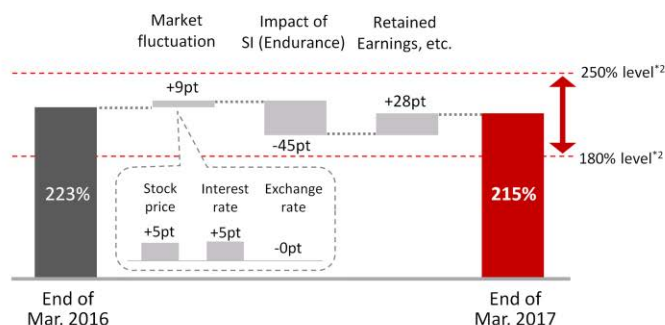 Market
fluctuation
Impact of
SI (Endurance)
Retained
Earnings, etc.
250% level*2
+9pt
+28pt
-45pt
180% level*2
223%
215%
Stock
price
Interest
rate
Exchange
rate
+5pt
+5pt
-0pt
End of
Mar. 2016
End of
Mar. 2017